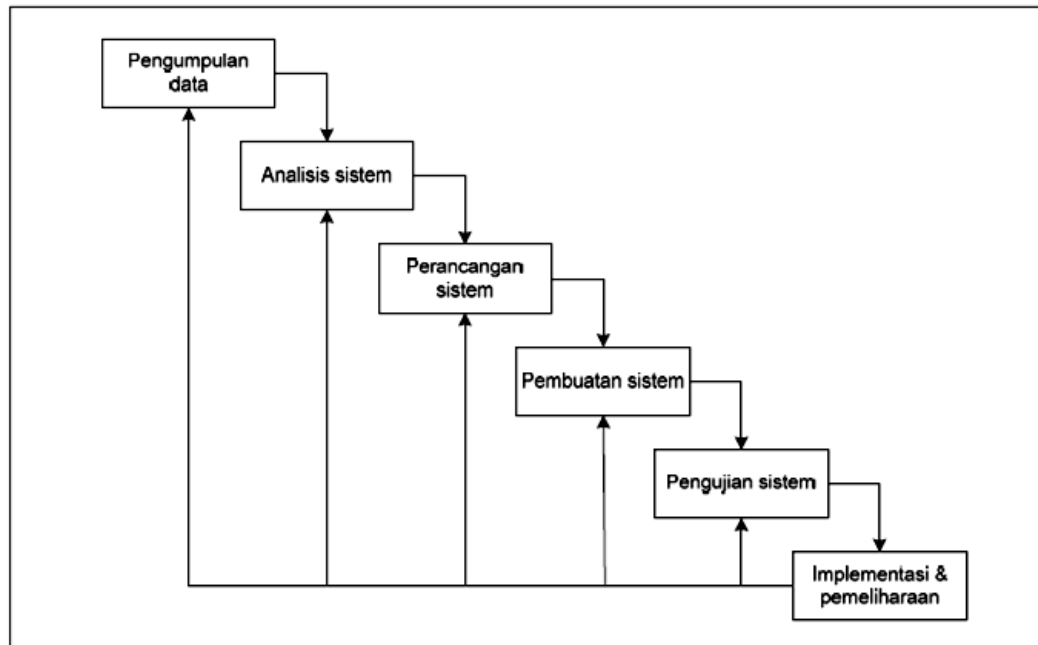 Pengumpulan
data
Analisis sistem
Perancangan
sistem
Pembuatan sistem
Pengujian sistem
Implementasi &
pemeliharaan